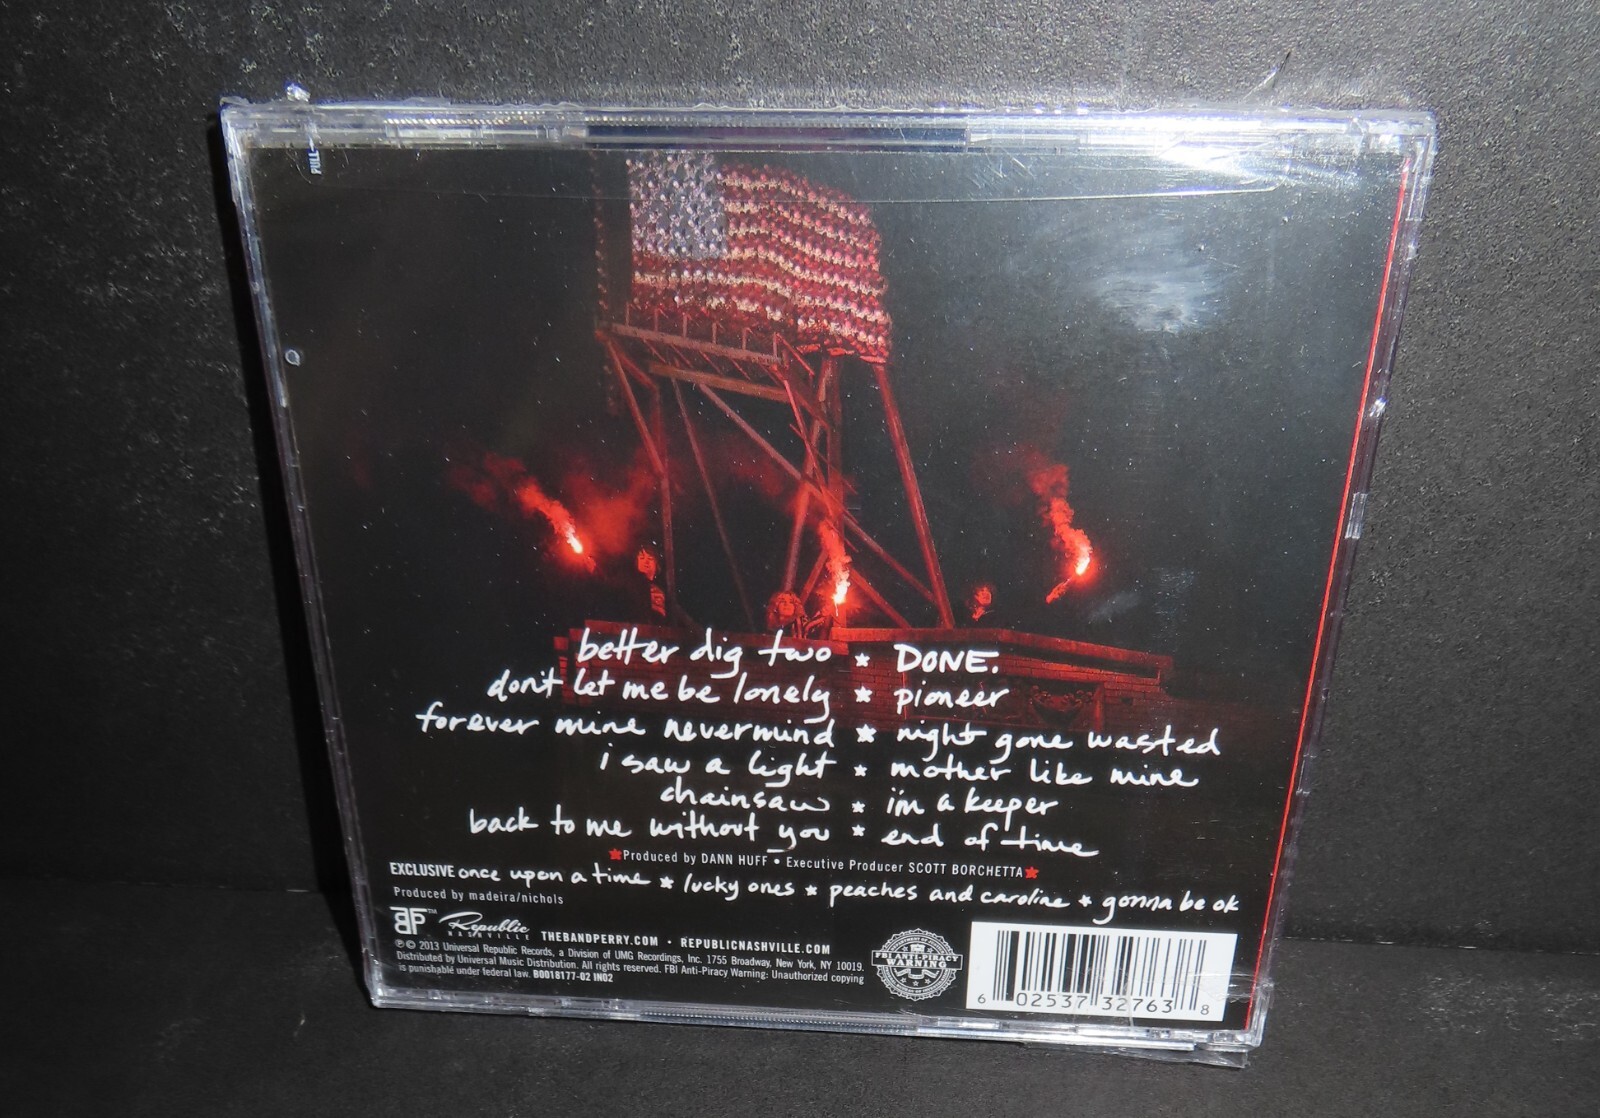 PULL
better dig two ★ DONE.
don't let me be lonely ★ pioneer
forever mine nevermind ★ night gone wasted
i saw a light ★ mother like mine
chainsaw ★ i'm a keeper
back to me without you ★ end of time
★Produced by DANN HUFF • Executive Producer SCOTT BORCHETTA★
EXCLUSIVE once upon a time ★ lucky ones ★ peaches and caroline ★ gonna be ok
Produced by madeira/nichols
BP™ Republic NASHVILLE THEBANDPERRY.COM • REPUBLICNASHVILLE.COM
℗ © 2013 Universal Republic Records, a Division of UMG Recordings, Inc. 1755 Broadway, New York, NY 10019.
Distributed by Universal Music Distribution. All rights reserved. FBI Anti-Piracy Warning: Unauthorized copying
is punishable under federal law. B0018177-02 IN02
FBI ANTI-PIRACY
WARNING
6 02537 32763 8